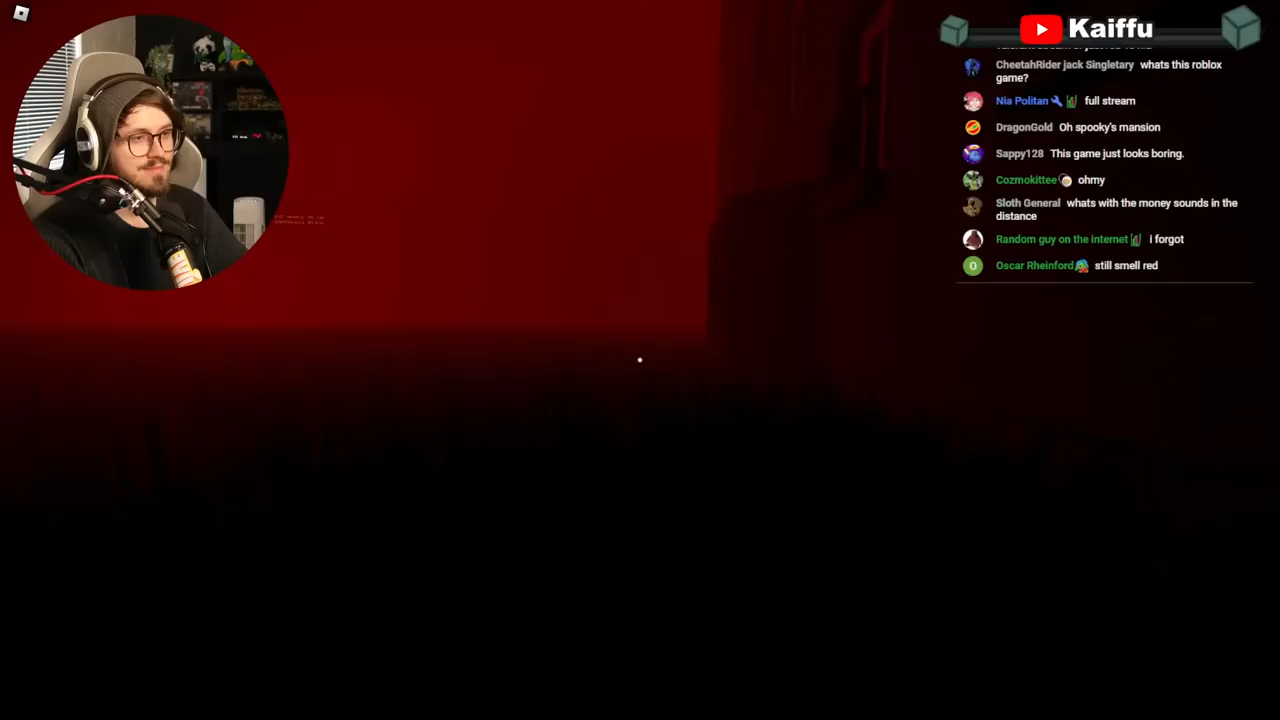 Kaiffu
CheetahRider jack Singletary whats this roblox
game?
Nia Politan full stream
DragonGold Oh spooky's mansion
Sappy128 This game just looks boring.
Cozmokittee ohmy
Sloth General whats with the money sounds in the
distance
Random guy on the internet i forgot
O
Oscar Rheinford still smell red